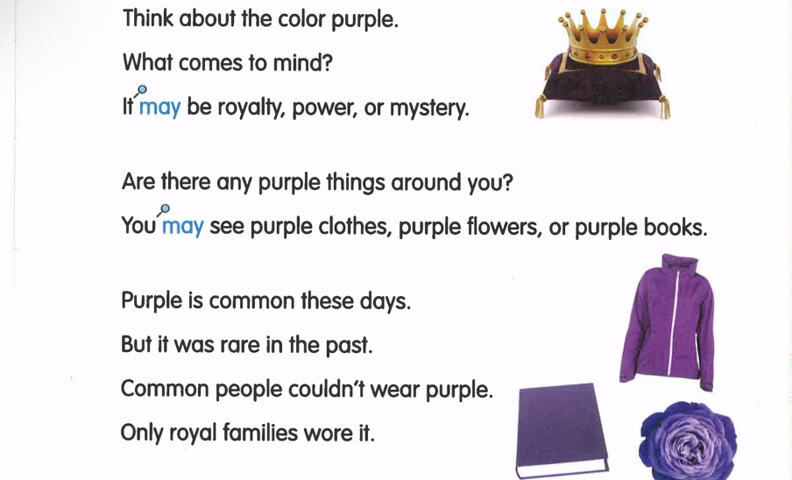 Think about the color purple.
What comes to mind?
It may be royalty, power, or mystery.
Are there any purple things around you?
You may see purple clothes, purple flowers, or purple books.
Purple is common these days.
But it was rare in the past.
Common people couldn't wear purple.
Only royal families wore it.